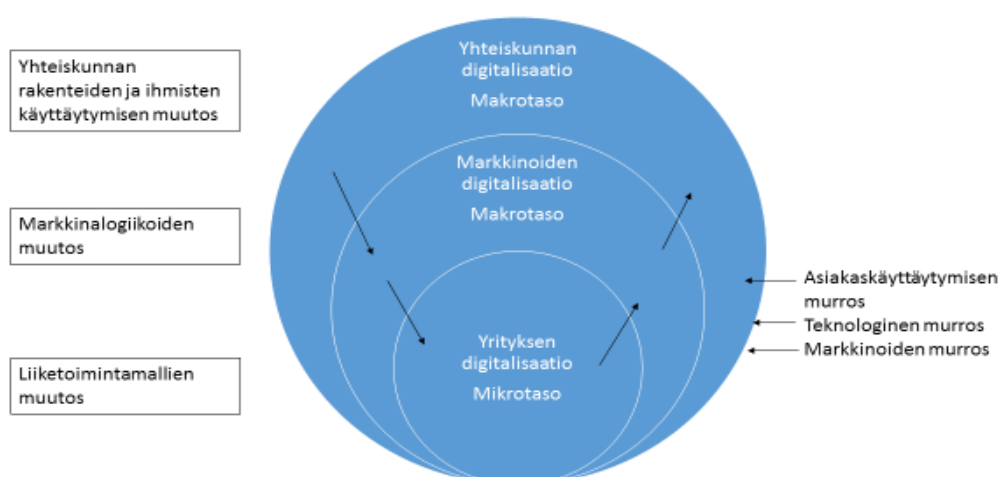 Yhteiskunnan
rakenteiden ja ihmisten
käyttäytymisen muutos
Markkinalogiikoiden
muutos
Liiketoimintamallien
muutos
Yhteiskunnan
digitalisaatio
Makrotaso
Markkinoiden
digitalisaatio
Makrotaso
Yrityksen
digitalisaatio
Mikrotaso
Asiakaskäyttäytymisen
murros
Teknologinen murros
Markkinoiden murros